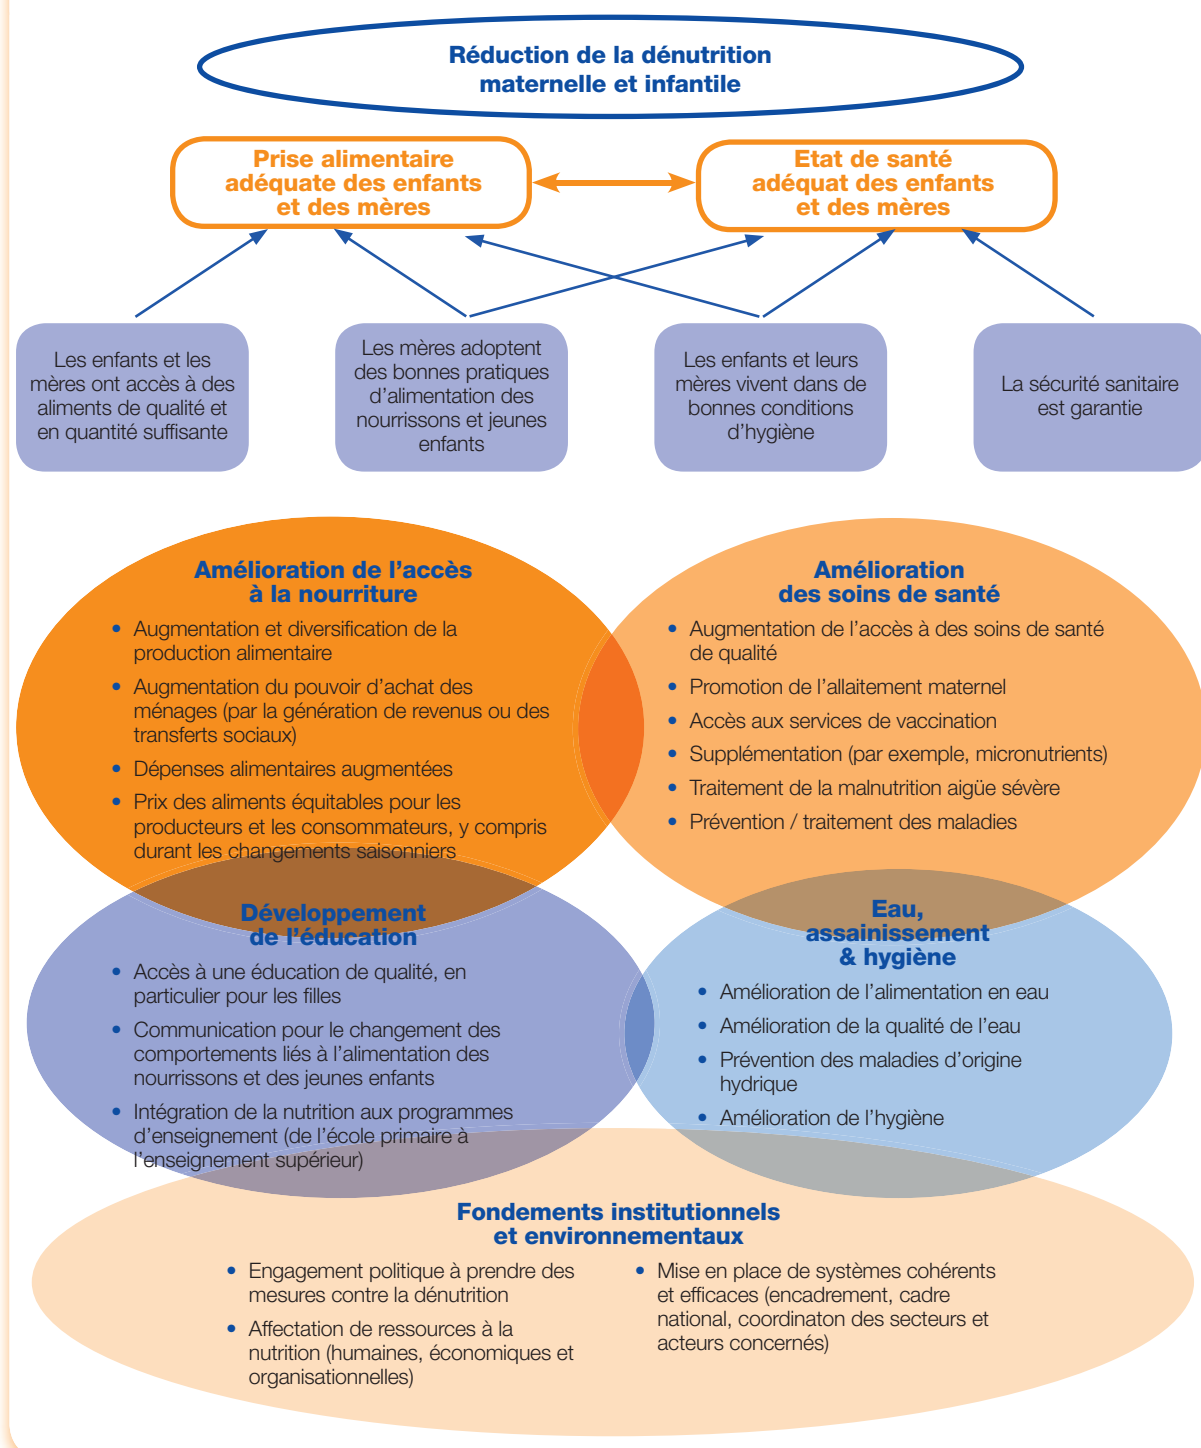 Réduction de la dénutrition
maternelle et infantile
Prise alimentaire
adéquate des enfants
et des mères
Etat de santé
adéquat des enfants
et des mères
Les enfants et les
mères ont accès à des
aliments de qualité et
en quantité suffisante
Les mères adoptent
des bonnes pratiques
d'alimentation des
nourrissons et jeunes
enfants
Les enfants et leurs
mères vivent dans de
bonnes conditions
d'hygiène
La sécurité sanitaire
est garantie
Amélioration de l'accès
à la nourriture
• Augmentation et diversification de la
production alimentaire
• Augmentation du pouvoir d'achat des
ménages (par la génération de revenus ou des
transferts sociaux)
• Dépenses alimentaires augmentées
• Prix des aliments équitables pour les
producteurs et les consommateurs, y compris
durant les changements saisonniers
Amélioration
des soins de santé
• Augmentation de l'accès à des soins de santé
de qualité
• Promotion de l'allaitement maternel
• Accès aux services de vaccination
• Supplémentation (par exemple, micronutrients)
• Traitement de la malnutrition aigüe sévère
• Prévention / traitement des maladies
Développement
de l'éducation
• Accès à une éducation de qualité, en
particulier pour les filles
• Communication pour le changement des
comportements liés à l'alimentation des
nourrissons et des jeunes enfants
• Intégration de la nutrition aux programmes
d'enseignement (de l'école primaire à
l'enseignement supérieur)
Eau,
assainissement
& hygiène
• Amélioration de l'alimentation en eau
• Amélioration de la qualité de l'eau
• Prévention des maladies d'origine
hydrique
• Amélioration de l'hygiène
Fondements institutionnels
et environnementaux
• Engagement politique à prendre des
mesures contre la dénutrition
• Affectation de ressources à la
nutrition (humaines, économiques et
organisationnelles)
• Mise en place de systèmes cohérents
et efficaces (encadrement, cadre
national, coordinaton des secteurs et
acteurs concernés)